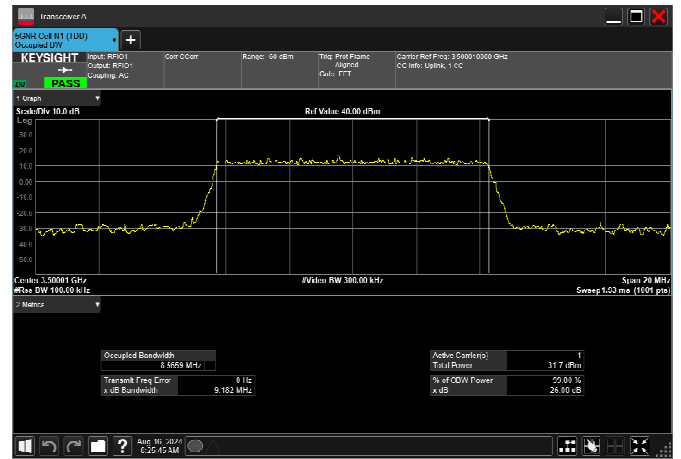 Transceiver A
5GNR Cell N1 (TDD)
Occupied BW
+
KEYSIGHT
PASS
Input: RFIO1
Output: RFIO1
Coupling: AC
Corr CCorr
Range: 60 dBm
Trig: Prot Frame
Aligned
Gate: FFT
Carrier Ref Freq: 3.500010000 GHz
CC Info: Uplink, 1 CC
1 Graph
Scale/Div 10.0 dB
Ref Value 40.00 dBm
Log
30.0
20.0
10.0
0.00
-10.0
-20.0
-30.0
-40.0
-50.0
Center 3.50001 GHz
#Video BW 300.00 kHz
Span 20 MHz
#Res BW 100.00 kHz
Sweep 1.93 ms (1001 pts)
2 Metrics
Occupied Bandwidth
8.5659 MHz
Transmit Freq Error
0 Hz
x dB Bandwidth
9.182 MHz
Active Carrier(s)
1
Total Power
31.7 dBm
% of OBW Power
99.00 %
x dB
-26.00 dB
?
Aug 16, 2024
6:25:45 AM